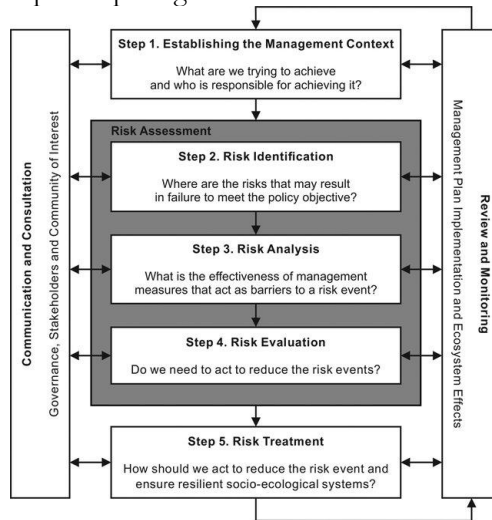 Step 1. Establishing the Management Context
What are we trying to achieve
and who is responsible for achieving it?
Risk Assessment
Step 2. Risk Identification
Where are the risks that may result
in failure to meet the policy objective?
Step 3. Risk Analysis
What is the effectiveness of management
measures that act as barriers to a risk event?
Step 4. Risk Evaluation
Do we need to act to reduce the risk events?
Step 5. Risk Treatment
How should we act to reduce the risk event and
ensure resilient socio-ecological systems?
Communication and Consultation
Governance, Stakeholders and Community of Interest
Review and Monitoring
Management Plan Implementation and Ecosystem Effects